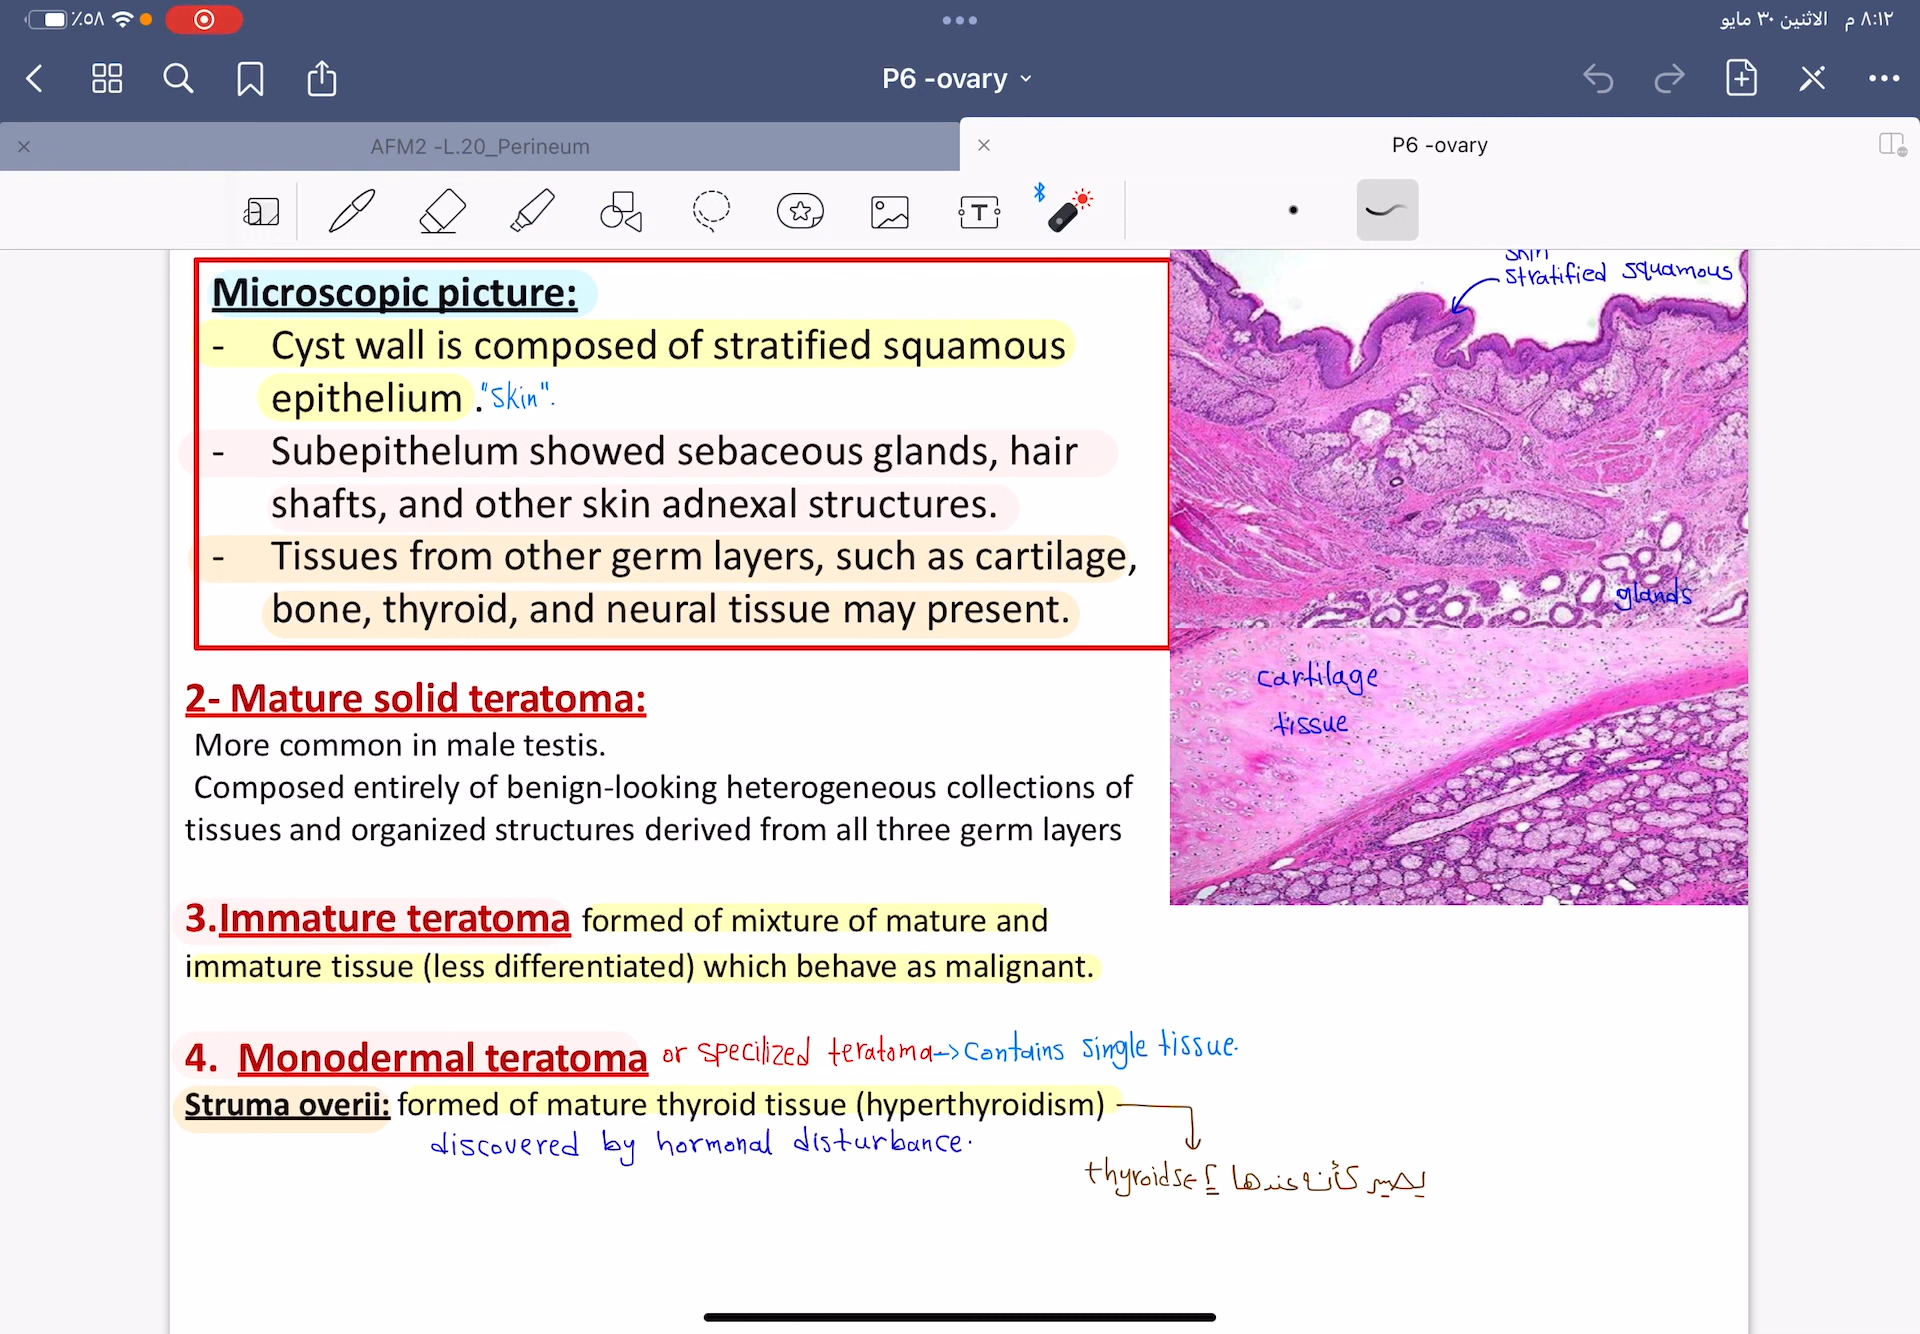 ٪٥٨
٨:١٢ م الاثنين ٣٠ مايو
P6 -ovary
AFM2 -L.20_Perineum
P6 -ovary
Microscopic picture:
- Cyst wall is composed of stratified squamous
epithelium . "skin".
- Subepithelum showed sebaceous glands, hair
shafts, and other skin adnexal structures.
- Tissues from other germ layers, such as cartilage,
bone, thyroid, and neural tissue may present.
skin
stratified squamous
glands
cartilage
tissue
2- Mature solid teratoma:
More common in male testis.
Composed entirely of benign-looking heterogeneous collections of
tissues and organized structures derived from all three germ layers
3.Immature teratoma formed of mixture of mature and
immature tissue (less differentiated) which behave as malignant.
4. Monodermal teratoma or specilized teratoma -> Contains single tissue.
Struma overii: formed of mature thyroid tissue (hyperthyroidism)
discovered by hormonal disturbance.
يصير كأنه عندها